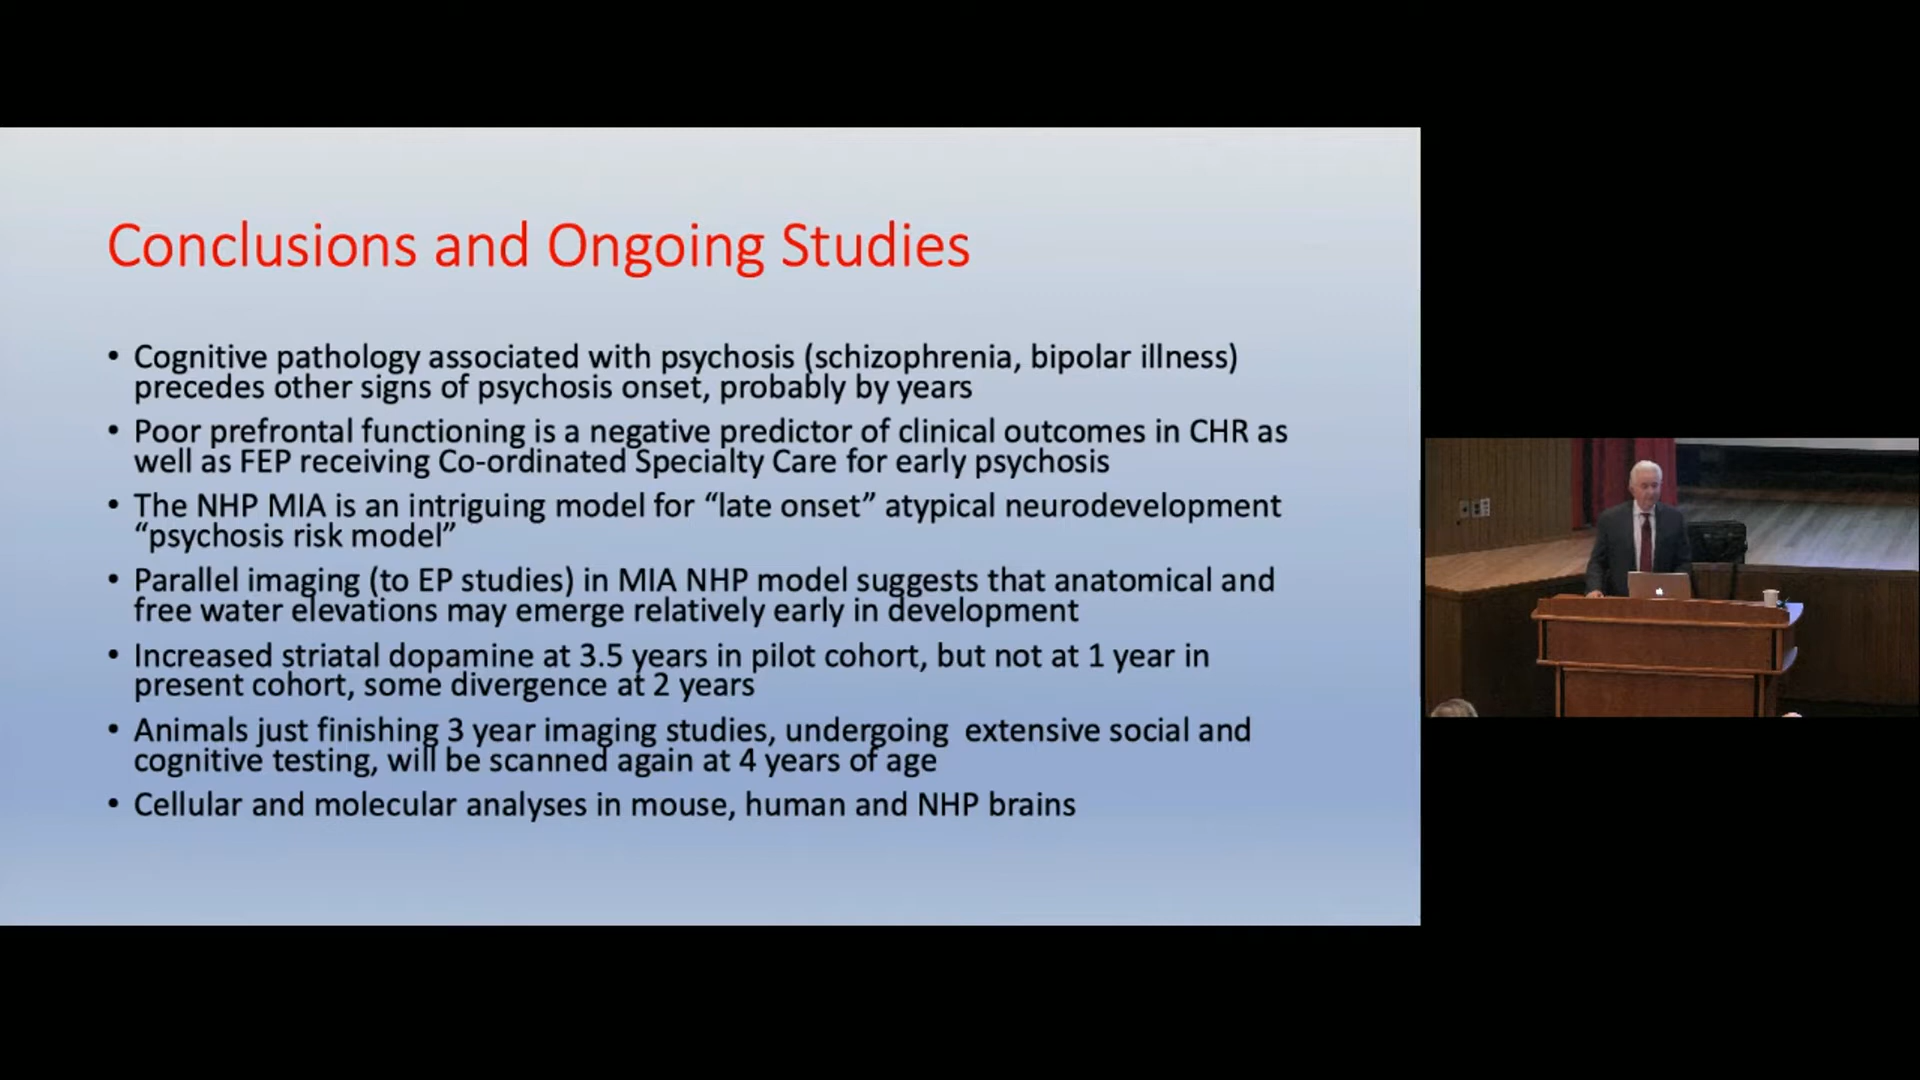 Conclusions and Ongoing Studies
• Cognitive pathology associated with psychosis (schizophrenia, bipolar illness)
precedes other signs of psychosis onset, probably by years
• Poor prefrontal functioning is a negative predictor of clinical outcomes in CHR as
well as FEP receiving Co-ordinated Specialty Care for early psychosis
• The NHP MIA is an intriguing model for “late onset” atypical neurodevelopment
“psychosis risk model”
• Parallel imaging (to EP studies) in MIA NHP model suggests that anatomical and
free water elevations may emerge relatively early in development
• Increased striatal dopamine at 3.5 years in pilot cohort, but not at 1 year in
present cohort, some divergence at 2 years
• Animals just finishing 3 year imaging studies, undergoing  extensive social and
cognitive testing, will be scanned again at 4 years of age
• Cellular and molecular analyses in mouse, human and NHP brains